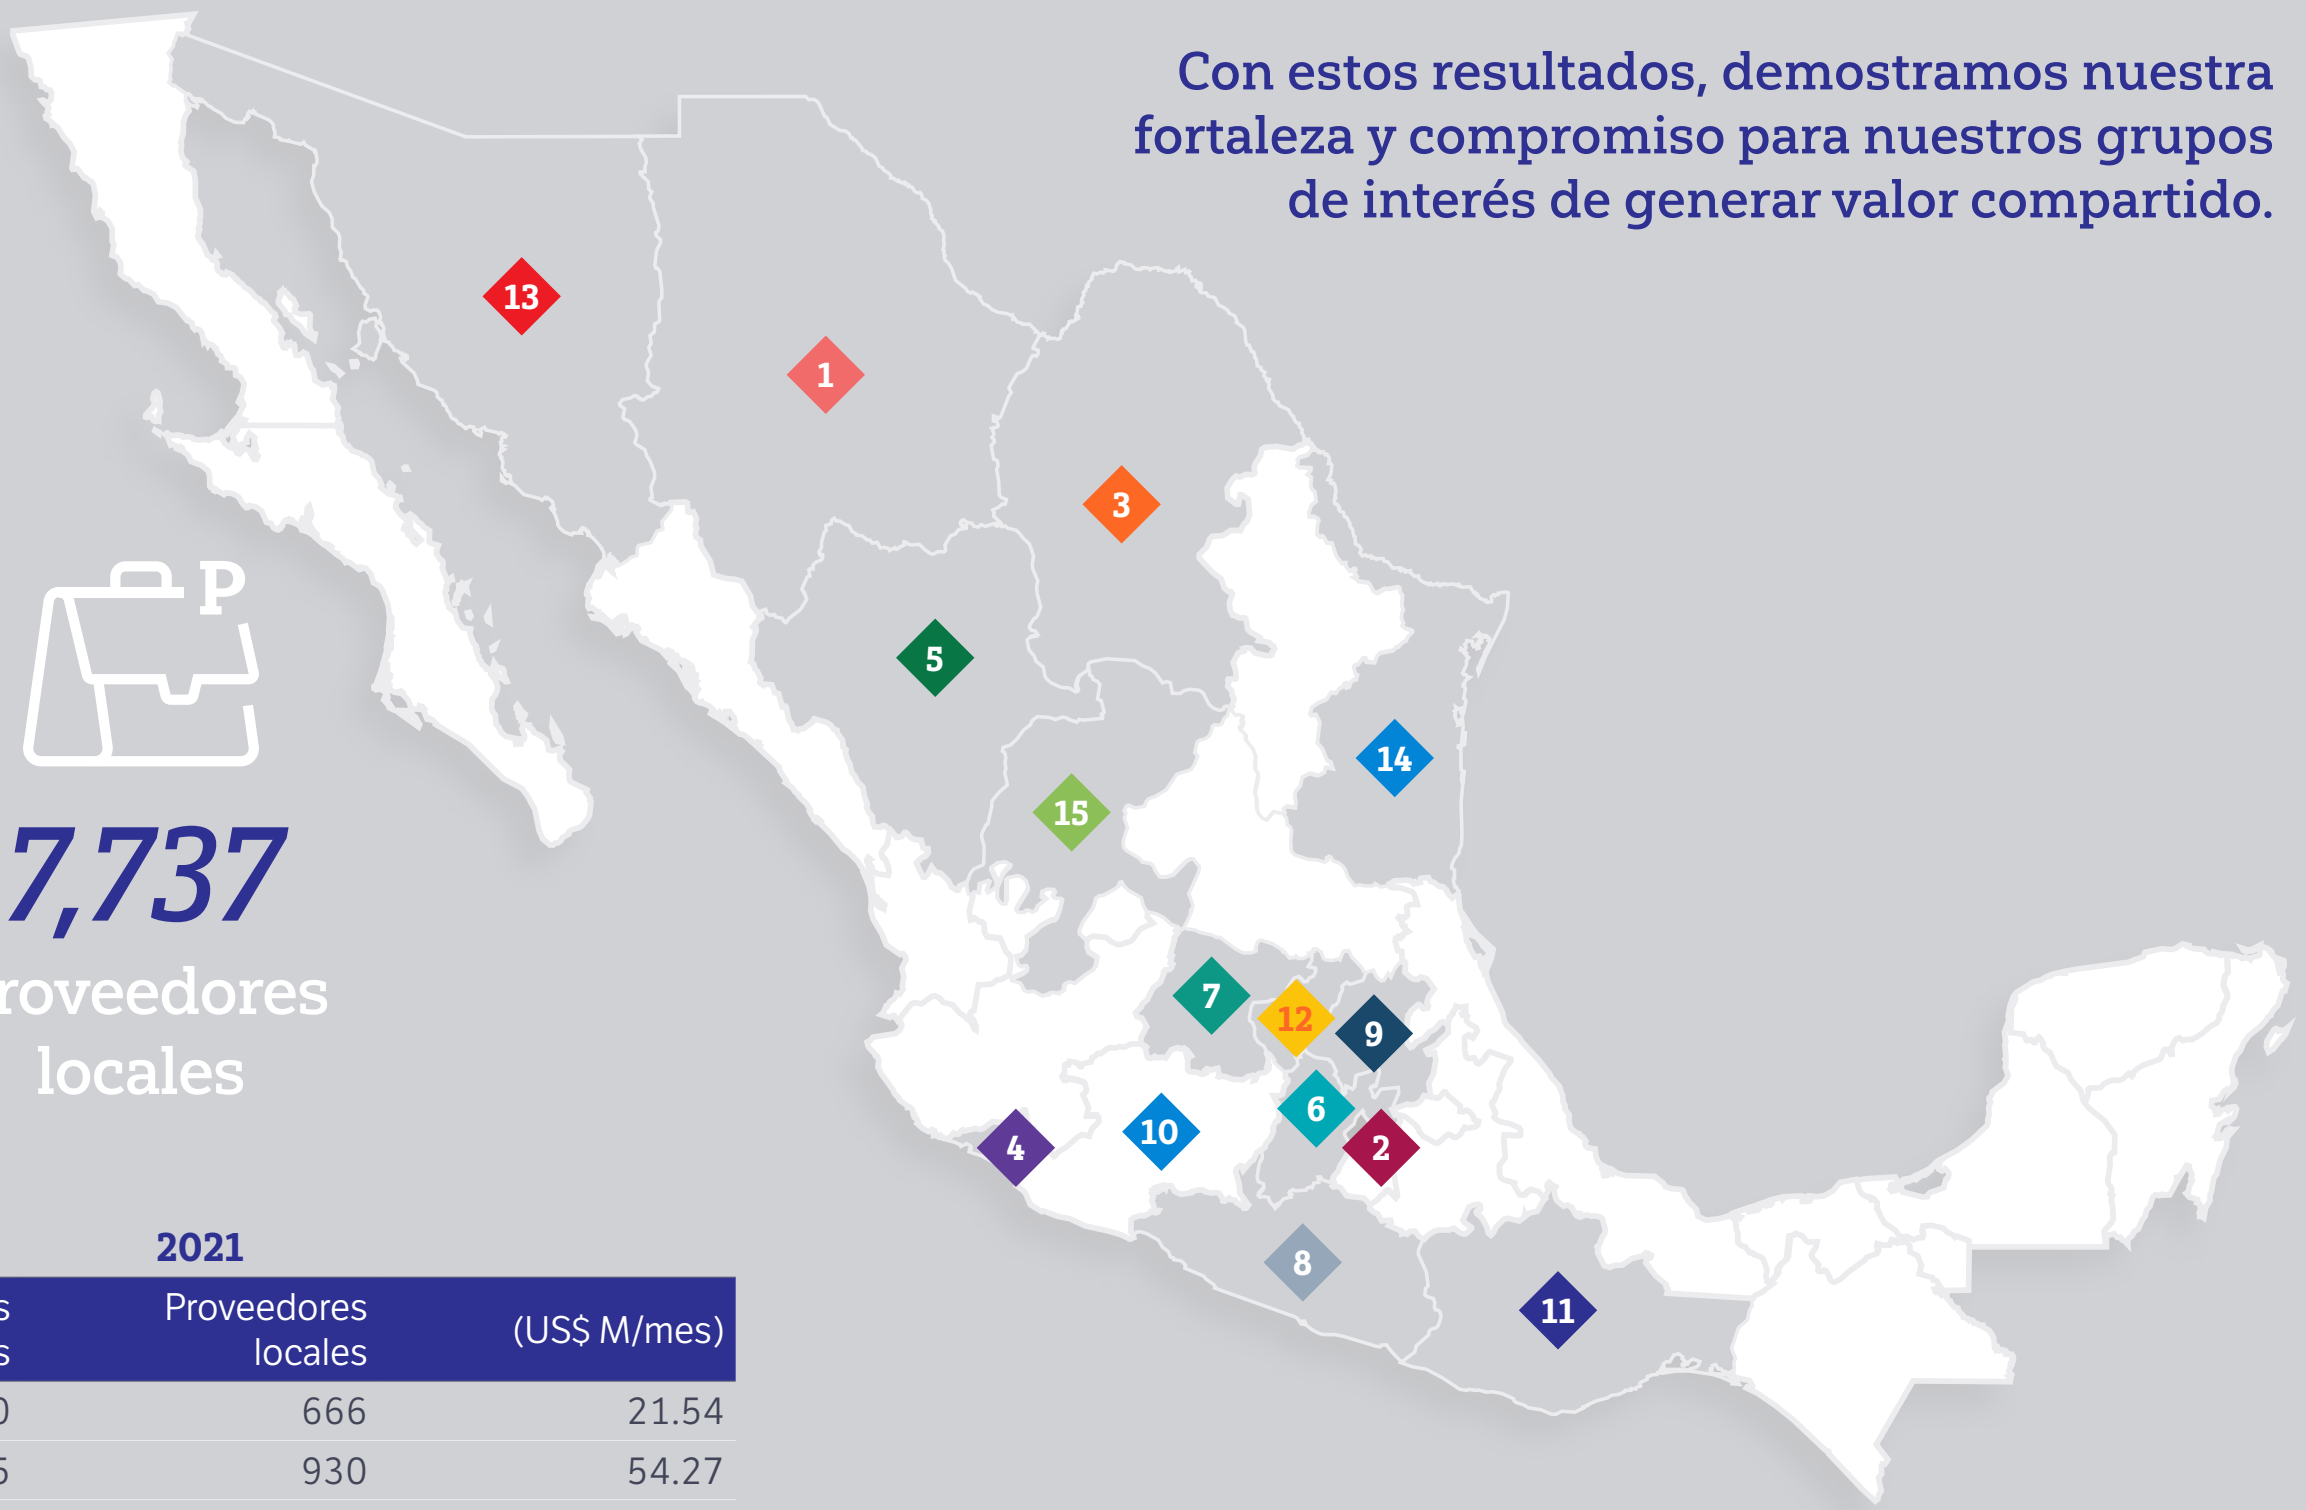 Con estos resultados, demostramos nuestra
fortaleza y compromiso para nuestros grupos
de interés de generar valor compartido.
13
1
3
P
5
14
15
7,737
roveedores
locales
7
12
9
6
10
4
2
8
11
2021
s
s
Proveedores
locales
(US$ M/mes)
0 666 21.54
5 930 54.27